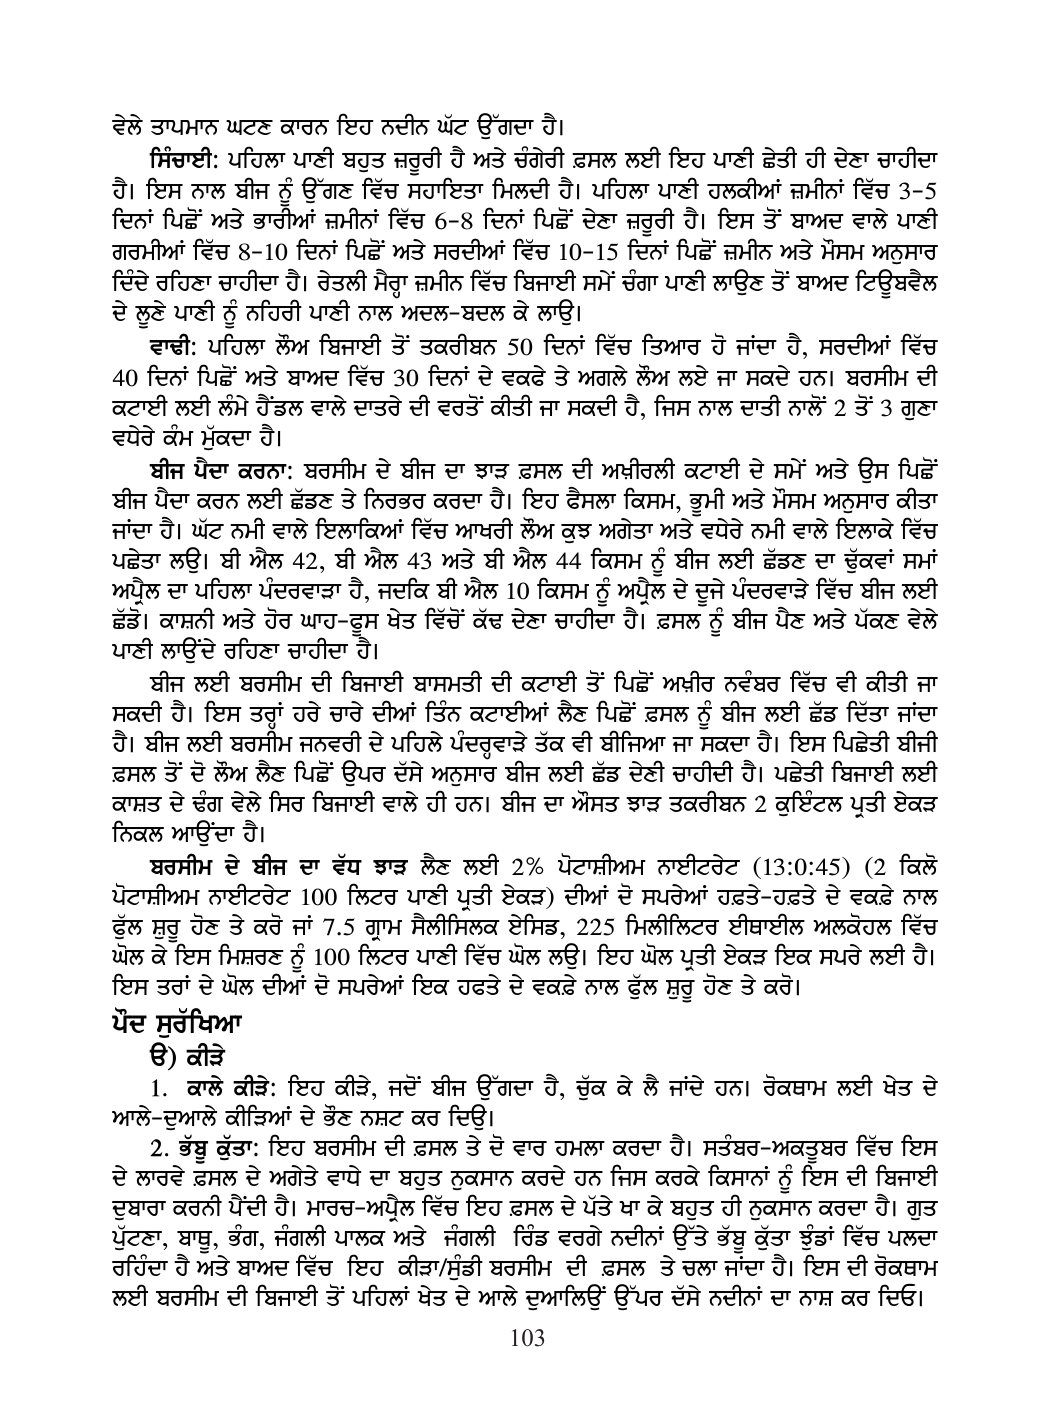 ਵੇਲੇ ਤਾਪਮਾਨ ਘਟਣ ਕਾਰਨ ਇਹ ਨਦੀਨ ਘੱਟ ਉੱਗਦਾ ਹੈ।
ਸਿੰਚਾਈ: ਪਹਿਲਾ ਪਾਣੀ ਬਹੁਤ ਜ਼ਰੂਰੀ ਹੈ ਅਤੇ ਚੰਗੇਰੀ ਫ਼ਸਲ ਲਈ ਇਹ ਪਾਣੀ ਛੇਤੀ ਹੀ ਦੇਣਾ ਚਾਹੀਦਾ
ਹੈ। ਇਸ ਨਾਲ ਬੀਜ ਨੂੰ ਉੱਗਣ ਵਿੱਚ ਸਹਾਇਤਾ ਮਿਲਦੀ ਹੈ। ਪਹਿਲਾ ਪਾਣੀ ਹਲਕੀਆਂ ਜ਼ਮੀਨਾਂ ਵਿੱਚ 3-5
ਦਿਨਾਂ ਪਿਛੋਂ ਅਤੇ ਭਾਰੀਆਂ ਜ਼ਮੀਨਾਂ ਵਿੱਚ 6-8 ਦਿਨਾਂ ਪਿਛੋਂ ਦੇਣਾ ਜ਼ਰੂਰੀ ਹੈ। ਇਸ ਤੋਂ ਬਾਅਦ ਵਾਲੇ ਪਾਣੀ
ਗਰਮੀਆਂ ਵਿੱਚ 8-10 ਦਿਨਾਂ ਪਿਛੋਂ ਅਤੇ ਸਰਦੀਆਂ ਵਿੱਚ 10-15 ਦਿਨਾਂ ਪਿਛੋਂ ਜ਼ਮੀਨ ਅਤੇ ਮੌਸਮ ਅਨੁਸਾਰ
ਦਿੰਦੇ ਰਹਿਣਾ ਚਾਹੀਦਾ ਹੈ। ਰੇਤਲੀ ਮੈਰ੍ਹਾ ਜ਼ਮੀਨ ਵਿੱਚ ਬਿਜਾਈ ਸਮੇਂ ਚੰਗਾ ਪਾਣੀ ਲਾਉਣ ਤੋਂ ਬਾਅਦ ਟਿਊਬਵੈਲ
ਦੇ ਲੂਣੇ ਪਾਣੀ ਨੂੰ ਨਹਿਰੀ ਪਾਣੀ ਨਾਲ ਅਦਲ-ਬਦਲ ਕੇ ਲਾਉ।
ਵਾਢੀ: ਪਹਿਲਾ ਲੌਅ ਬਿਜਾਈ ਤੋਂ ਤਕਰੀਬਨ 50 ਦਿਨਾਂ ਵਿੱਚ ਤਿਆਰ ਹੋ ਜਾਂਦਾ ਹੈ, ਸਰਦੀਆਂ ਵਿੱਚ
40 ਦਿਨਾਂ ਪਿਛੋਂ ਅਤੇ ਬਾਅਦ ਵਿੱਚ 30 ਦਿਨਾਂ ਦੇ ਵਕਫੇ ਤੇ ਅਗਲੇ ਲੌਅ ਲਏ ਜਾ ਸਕਦੇ ਹਨ। ਬਰਸੀਮ ਦੀ
ਕਟਾਈ ਲਈ ਲੰਮੇ ਹੈਂਡਲ ਵਾਲੇ ਦਾਤਰੇ ਦੀ ਵਰਤੋਂ ਕੀਤੀ ਜਾ ਸਕਦੀ ਹੈ, ਜਿਸ ਨਾਲ ਦਾਤੀ ਨਾਲੋਂ 2 ਤੋਂ 3 ਗੁਣਾ
ਵਧੇਰੇ ਕੰਮ ਮੁੱਕਦਾ ਹੈ।
ਬੀਜ ਪੈਦਾ ਕਰਨਾ: ਬਰਸੀਮ ਦੇ ਬੀਜ ਦਾ ਝਾੜ ਫ਼ਸਲ ਦੀ ਅਖ਼ੀਰਲੀ ਕਟਾਈ ਦੇ ਸਮੇਂ ਅਤੇ ਉਸ ਪਿਛੋਂ
ਬੀਜ ਪੈਦਾ ਕਰਨ ਲਈ ਛੱਡਣ ਤੇ ਨਿਰਭਰ ਕਰਦਾ ਹੈ। ਇਹ ਫੈਸਲਾ ਕਿਸਮ, ਭੂਮੀ ਅਤੇ ਮੌਸਮ ਅਨੁਸਾਰ ਕੀਤਾ
ਜਾਂਦਾ ਹੈ। ਘੱਟ ਨਮੀ ਵਾਲੇ ਇਲਾਕਿਆਂ ਵਿੱਚ ਆਖਰੀ ਲੌਅ ਕੁਝ ਅਗੇਤਾ ਅਤੇ ਵਧੇਰੇ ਨਮੀ ਵਾਲੇ ਇਲਾਕੇ ਵਿੱਚ
ਪਛੇਤਾ ਲਉ। ਬੀ ਐਲ 42, ਬੀ ਐਲ 43 ਅਤੇ ਬੀ ਐਲ 44 ਕਿਸਮ ਨੂੰ ਬੀਜ ਲਈ ਛੱਡਣ ਦਾ ਢੁੱਕਵਾਂ ਸਮਾਂ
ਅਪ੍ਰੈਲ ਦਾ ਪਹਿਲਾ ਪੰਦਰਵਾੜਾ ਹੈ, ਜਦਕਿ ਬੀ ਐਲ 10 ਕਿਸਮ ਨੂੰ ਅਪ੍ਰੈਲ ਦੇ ਦੂਜੇ ਪੰਦਰਵਾੜੇ ਵਿੱਚ ਬੀਜ ਲਈ
ਛੱਡੋ। ਕਾਸ਼ਨੀ ਅਤੇ ਹੋਰ ਘਾਹ-ਫੂਸ ਖੇਤ ਵਿੱਚੋਂ ਕੱਢ ਦੇਣਾ ਚਾਹੀਦਾ ਹੈ। ਫ਼ਸਲ ਨੂੰ ਬੀਜ ਪੈਣ ਅਤੇ ਪੱਕਣ ਵੇਲੇ
ਪਾਣੀ ਲਾਉਂਦੇ ਰਹਿਣਾ ਚਾਹੀਦਾ ਹੈ।
ਬੀਜ ਲਈ ਬਰਸੀਮ ਦੀ ਬਿਜਾਈ ਬਾਸਮਤੀ ਦੀ ਕਟਾਈ ਤੋਂ ਪਿਛੋਂ ਅਖ਼ੀਰ ਨਵੰਬਰ ਵਿੱਚ ਵੀ ਕੀਤੀ ਜਾ
ਸਕਦੀ ਹੈ। ਇਸ ਤਰ੍ਹਾਂ ਹਰੇ ਚਾਰੇ ਦੀਆਂ ਤਿੰਨ ਕਟਾਈਆਂ ਲੈਣ ਪਿਛੋਂ ਫ਼ਸਲ ਨੂੰ ਬੀਜ ਲਈ ਛੱਡ ਦਿੱਤਾ ਜਾਂਦਾ
ਹੈ। ਬੀਜ ਲਈ ਬਰਸੀਮ ਜਨਵਰੀ ਦੇ ਪਹਿਲੇ ਪੰਦਰ੍ਹਵਾੜੇ ਤੱਕ ਵੀ ਬੀਜਿਆ ਜਾ ਸਕਦਾ ਹੈ। ਇਸ ਪਿਛੇਤੀ ਬੀਜੀ
ਫ਼ਸਲ ਤੋਂ ਦੋ ਲੌਅ ਲੈਣ ਪਿਛੋਂ ਉਪਰ ਦੱਸੇ ਅਨੁਸਾਰ ਬੀਜ ਲਈ ਛੱਡ ਦੇਣੀ ਚਾਹੀਦੀ ਹੈ। ਪਛੇਤੀ ਬਿਜਾਈ ਲਈ
ਕਾਸ਼ਤ ਦੇ ਢੰਗ ਵੇਲੇ ਸਿਰ ਬਿਜਾਈ ਵਾਲੇ ਹੀ ਹਨ। ਬੀਜ ਦਾ ਔਸਤ ਝਾੜ ਤਕਰੀਬਨ 2 ਕੁਇੰਟਲ ਪ੍ਰਤੀ ਏਕੜ
ਨਿਕਲ ਆਉਂਦਾ ਹੈ।
ਬਰਸੀਮ ਦੇ ਬੀਜ ਦਾ ਵੱਧ ਝਾੜ ਲੈਣ ਲਈ 2% ਪੋਟਾਸ਼ੀਅਮ ਨਾਈਟਰੇਟ (13:0:45) (2 ਕਿਲੋ
ਪੋਟਾਸ਼ੀਅਮ ਨਾਈਟਰੇਟ 100 ਲਿਟਰ ਪਾਣੀ ਪ੍ਰਤੀ ਏਕੜ) ਦੀਆਂ ਦੋ ਸਪਰੇਆਂ ਹਫ਼ਤੇ-ਹਫ਼ਤੇ ਦੇ ਵਕਫ਼ੇ ਨਾਲ
ਫੁੱਲ ਸ਼ੁਰੂ ਹੋਣ ਤੇ ਕਰੋ ਜਾਂ 7.5 ਗ੍ਰਾਮ ਸੈਲੀਸਿਲਕ ਏਸਿਡ, 225 ਮਿਲੀਲਿਟਰ ਈਥਾਈਲ ਅਲਕੋਹਲ ਵਿੱਚ
ਘੋਲ ਕੇ ਇਸ ਮਿਸ਼ਰਣ ਨੂੰ 100 ਲਿਟਰ ਪਾਣੀ ਵਿੱਚ ਘੋਲ ਲਉ। ਇਹ ਘੋਲ ਪ੍ਰਤੀ ਏਕੜ ਇਕ ਸਪਰੇ ਲਈ ਹੈ।
ਇਸ ਤਰਾਂ ਦੇ ਘੋਲ ਦੀਆਂ ਦੋ ਸਪਰੇਆਂ ਇਕ ਹਫਤੇ ਦੇ ਵਕਫ਼ੇ ਨਾਲ ਫੁੱਲ ਸ਼ੁਰੂ ਹੋਣ ਤੇ ਕਰੋ।
ਪੌਦ ਸੁਰੱਖਿਆ
ੳ) ਕੀੜੇ
1. ਕਾਲੇ ਕੀੜੇ: ਇਹ ਕੀੜੇ, ਜਦੋਂ ਬੀਜ ਉੱਗਦਾ ਹੈ, ਚੁੱਕ ਕੇ ਲੈ ਜਾਂਦੇ ਹਨ। ਰੋਕਥਾਮ ਲਈ ਖੇਤ ਦੇ
ਆਲੇ-ਦੁਆਲੇ ਕੀੜਿਆਂ ਦੇ ਭੌਣ ਨਸ਼ਟ ਕਰ ਦਿਉ।
2. ਭੱਬੂ ਕੁੱਤਾ: ਇਹ ਬਰਸੀਮ ਦੀ ਫ਼ਸਲ ਤੇ ਦੋ ਵਾਰ ਹਮਲਾ ਕਰਦਾ ਹੈ। ਸਤੰਬਰ-ਅਕਤੂਬਰ ਵਿੱਚ ਇਸ
ਦੇ ਲਾਰਵੇ ਫ਼ਸਲ ਦੇ ਅਗੇਤੇ ਵਾਧੇ ਦਾ ਬਹੁਤ ਨੁਕਸਾਨ ਕਰਦੇ ਹਨ ਜਿਸ ਕਰਕੇ ਕਿਸਾਨਾਂ ਨੂੰ ਇਸ ਦੀ ਬਿਜਾਈ
ਦੁਬਾਰਾ ਕਰਨੀ ਪੈਂਦੀ ਹੈ। ਮਾਰਚ-ਅਪ੍ਰੈਲ ਵਿੱਚ ਇਹ ਫ਼ਸਲ ਦੇ ਪੱਤੇ ਖਾ ਕੇ ਬਹੁਤ ਹੀ ਨੁਕਸਾਨ ਕਰਦਾ ਹੈ। ਗੁਤ
ਪੁੱਟਣਾ, ਬਾਥੂ, ਭੰਗ, ਜੰਗਲੀ ਪਾਲਕ ਅਤੇ ਜੰਗਲੀ ਰਿੰਡ ਵਰਗੇ ਨਦੀਨਾਂ ਉੱਤੇ ਭੱਬੂ ਕੁੱਤਾ ਝੁੰਡਾਂ ਵਿੱਚ ਪਲਦਾ
ਰਹਿੰਦਾ ਹੈ ਅਤੇ ਬਾਅਦ ਵਿੱਚ ਇਹ ਕੀੜਾ/ਸੁੰਡੀ ਬਰਸੀਮ ਦੀ ਫ਼ਸਲ ਤੇ ਚਲਾ ਜਾਂਦਾ ਹੈ। ਇਸ ਦੀ ਰੋਕਥਾਮ
ਲਈ ਬਰਸੀਮ ਦੀ ਬਿਜਾਈ ਤੋਂ ਪਹਿਲਾਂ ਖੇਤ ਦੇ ਆਲੇ ਦੁਆਲਿਉਂ ਉੱਪਰ ਦੱਸੇ ਨਦੀਨਾਂ ਦਾ ਨਾਸ਼ ਕਰ ਦਿਓ।
103